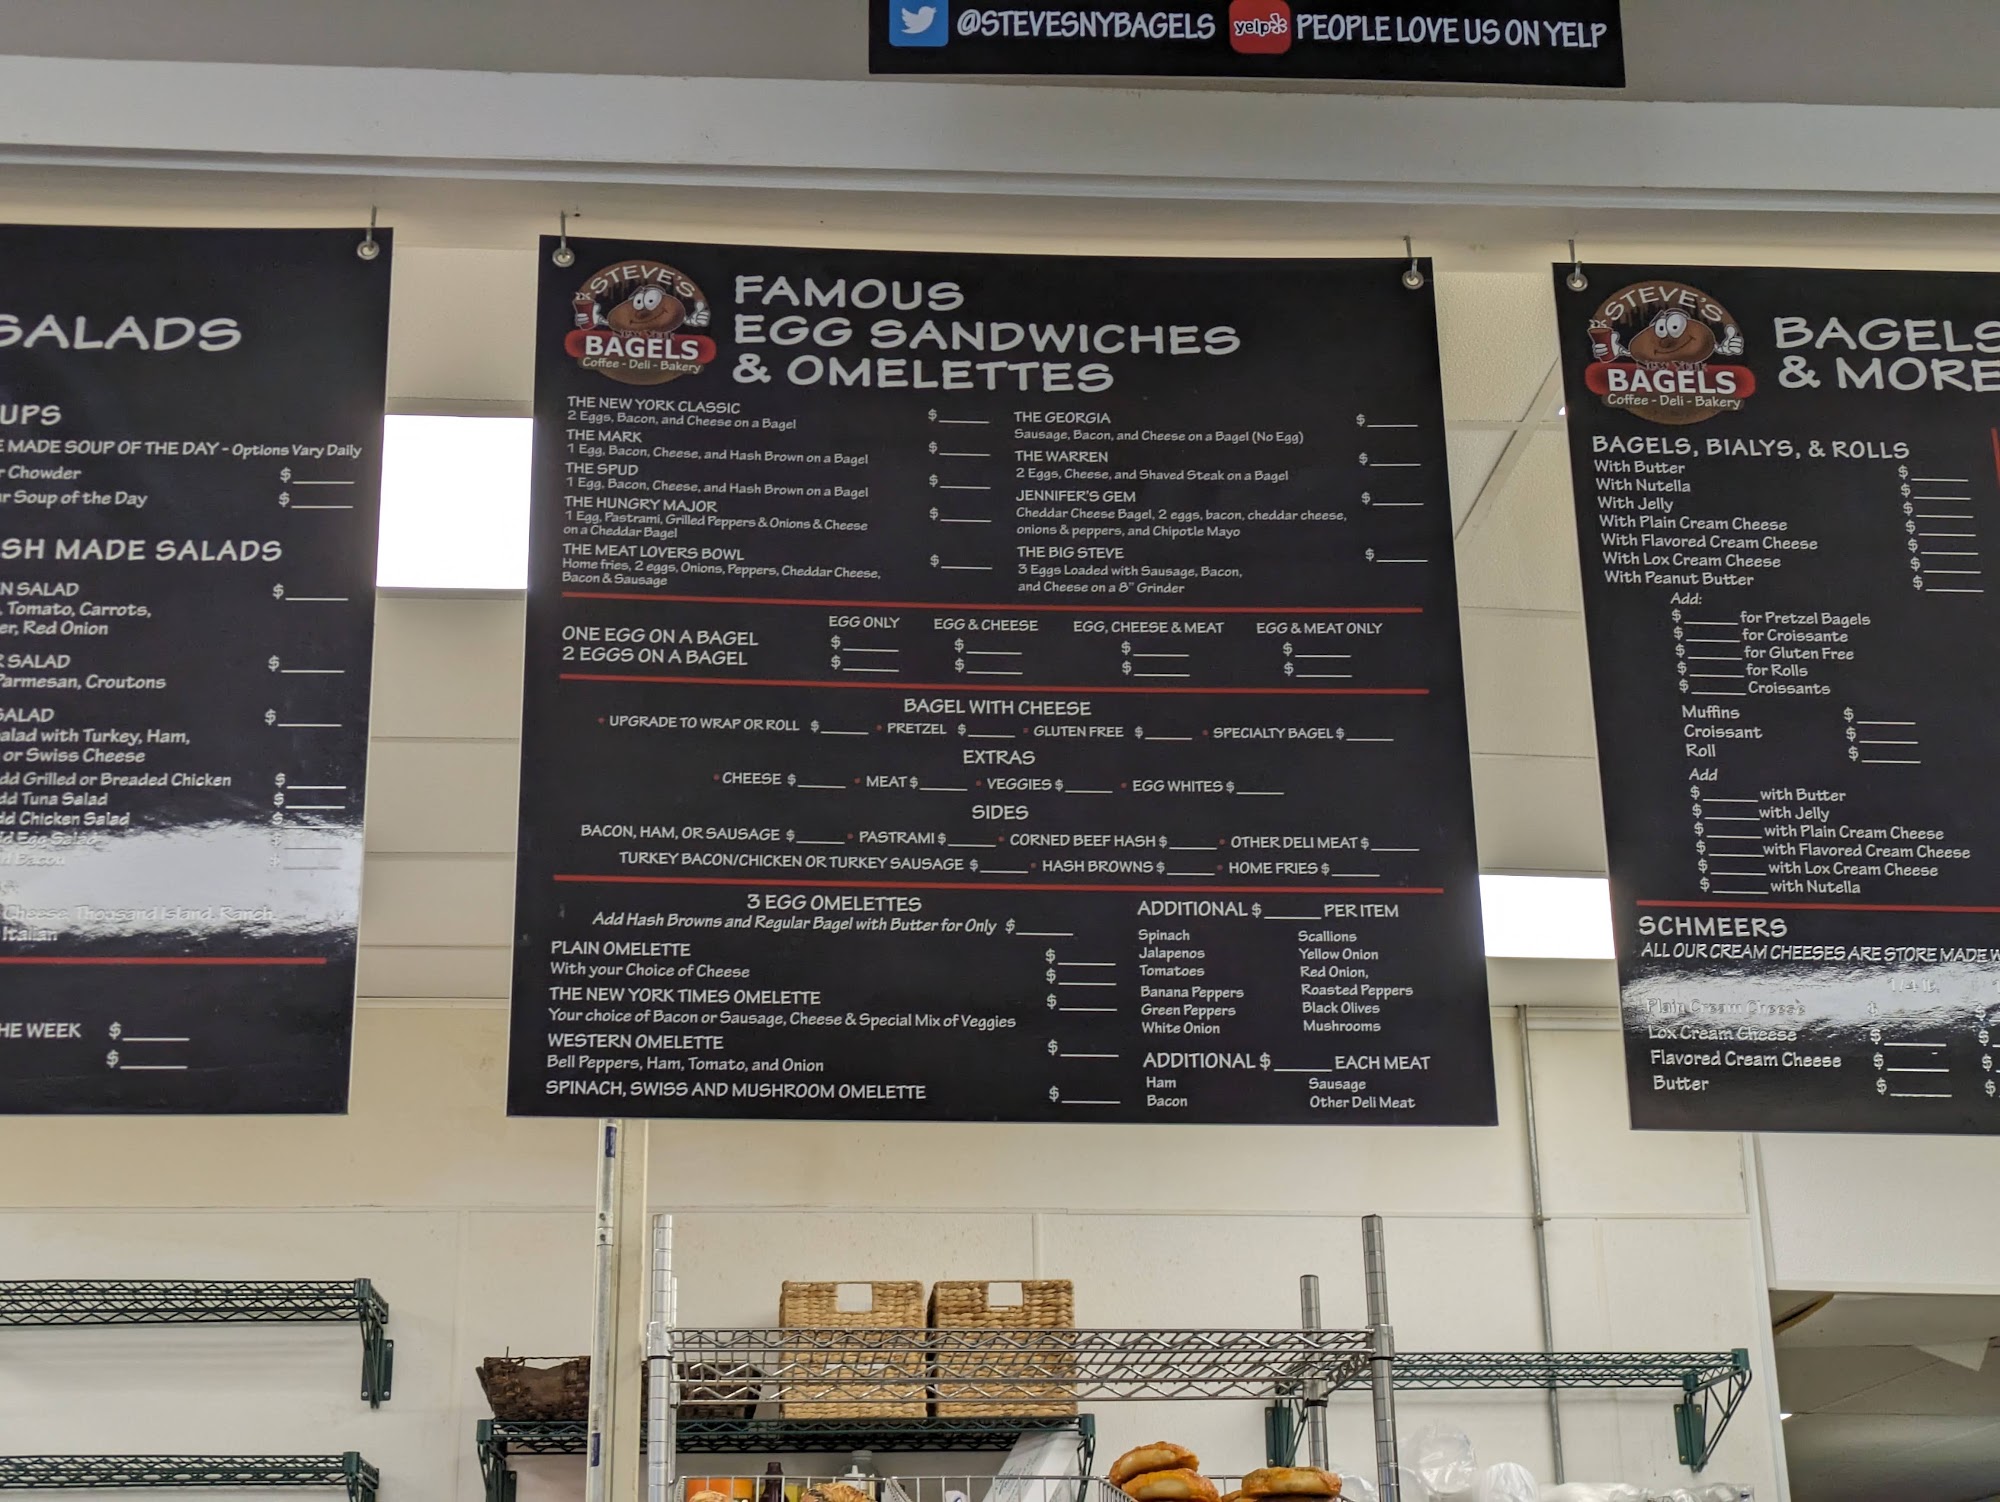 @STEVESNYBAGELS yelp PEOPLE LOVE US ON YELP
SALADS
UPS
E MADE SOUP OF THE DAY - Options Vary Daily
r Chowder $
ur Soup of the Day $
SH MADE SALADS
N SALAD $
, Tomato, Carrots,
er, Red Onion
R SALAD $
Parmesan, Croutons
SALAD $
alad with Turkey, Ham,
or Swiss Cheese
dd Grilled or Breaded Chicken $
dd Tuna Salad $
dd Chicken Salad $
d Egg Salad $
d Bacon $
Cheese, Thousand Island, Ranch,
Italian
HE WEEK $
$
STEVE'S
BAGELS
Coffee - Deli - Bakery
FAMOUS
EGG SANDWICHES
& OMELETTES
THE NEW YORK CLASSIC $
2 Eggs, Bacon, and Cheese on a Bagel
THE MARK $
1 Egg, Bacon, Cheese, and Hash Brown on a Bagel
THE SPUD $
1 Egg, Bacon, Cheese, and Hash Brown on a Bagel
THE HUNGRY MAJOR $
1 Egg, Pastrami, Grilled Peppers & Onions & Cheese
on a Cheddar Bagel
THE MEAT LOVERS BOWL $
Home fries, 2 eggs, Onions, Peppers, Cheddar Cheese,
Bacon & Sausage
THE GEORGIA $
Sausage, Bacon, and Cheese on a Bagel (No Egg)
THE WARREN $
2 Eggs, Cheese, and Shaved Steak on a Bagel
JENNIFER'S GEM $
Cheddar Cheese Bagel, 2 eggs, bacon, cheddar cheese,
onions & peppers, and Chipotle Mayo
THE BIG STEVE $
3 Eggs Loaded with Sausage, Bacon,
and Cheese on a 8" Grinder
EGG ONLY EGG & CHEESE EGG, CHEESE & MEAT EGG & MEAT ONLY
ONE EGG ON A BAGEL $ $ $ $
2 EGGS ON A BAGEL $ $ $ $
BAGEL WITH CHEESE
• UPGRADE TO WRAP OR ROLL $ • PRETZEL $ • GLUTEN FREE $ • SPECIALTY BAGEL $
EXTRAS
• CHEESE $ • MEAT $ • VEGGIES $ • EGG WHITES $
SIDES
BACON, HAM, OR SAUSAGE $ • PASTRAMI $ • CORNED BEEF HASH $ • OTHER DELI MEAT $
TURKEY BACON/CHICKEN OR TURKEY SAUSAGE $ • HASH BROWNS $ • HOME FRIES $
3 EGG OMELETTES
Add Hash Browns and Regular Bagel with Butter for Only $
PLAIN OMELETTE $
With your Choice of Cheese $
THE NEW YORK TIMES OMELETTE $
Your choice of Bacon or Sausage, Cheese & Special Mix of Veggies
WESTERN OMELETTE $
Bell Peppers, Ham, Tomato, and Onion
SPINACH, SWISS AND MUSHROOM OMELETTE $
ADDITIONAL $ PER ITEM
Spinach Scallions
Jalapenos Yellow Onion
Tomatoes Red Onion,
Banana Peppers Roasted Peppers
Green Peppers Black Olives
White Onion Mushrooms
ADDITIONAL $ EACH MEAT
Ham Sausage
Bacon Other Deli Meat
STEVE'S
BAGELS
Coffee - Deli - Bakery
BAGELS
& MORE
BAGELS, BIALYS, & ROLLS
With Butter $
With Nutella $
With Jelly $
With Plain Cream Cheese $
With Flavored Cream Cheese $
With Lox Cream Cheese $
With Peanut Butter $
Add:
$ for Pretzel Bagels
$ for Croissante
$ for Gluten Free
$ for Rolls
$ Croissants
Muffins $
Croissant $
Roll $
Add
$ with Butter
$ with Jelly
$ with Plain Cream Cheese
$ with Flavored Cream Cheese
$ with Lox Cream Cheese
$ with Nutella
SCHMEERS
ALL OUR CREAM CHEESES ARE STORE MADE W
1/4 lb.
Plain Cream Cheese $ $
Lox Cream Cheese $ $
Flavored Cream Cheese $ $
Butter $ $